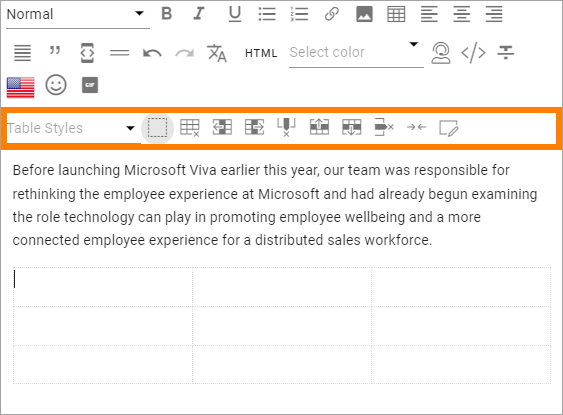 Normal B I U
HTML Select color
GIF
Table Styles
Before launching Microsoft Viva earlier this year, our team was responsible for
rethinking the employee experience at Microsoft and had already begun examining
the role technology can play in promoting employee wellbeing and a more
connected employee experience for a distributed sales workforce.